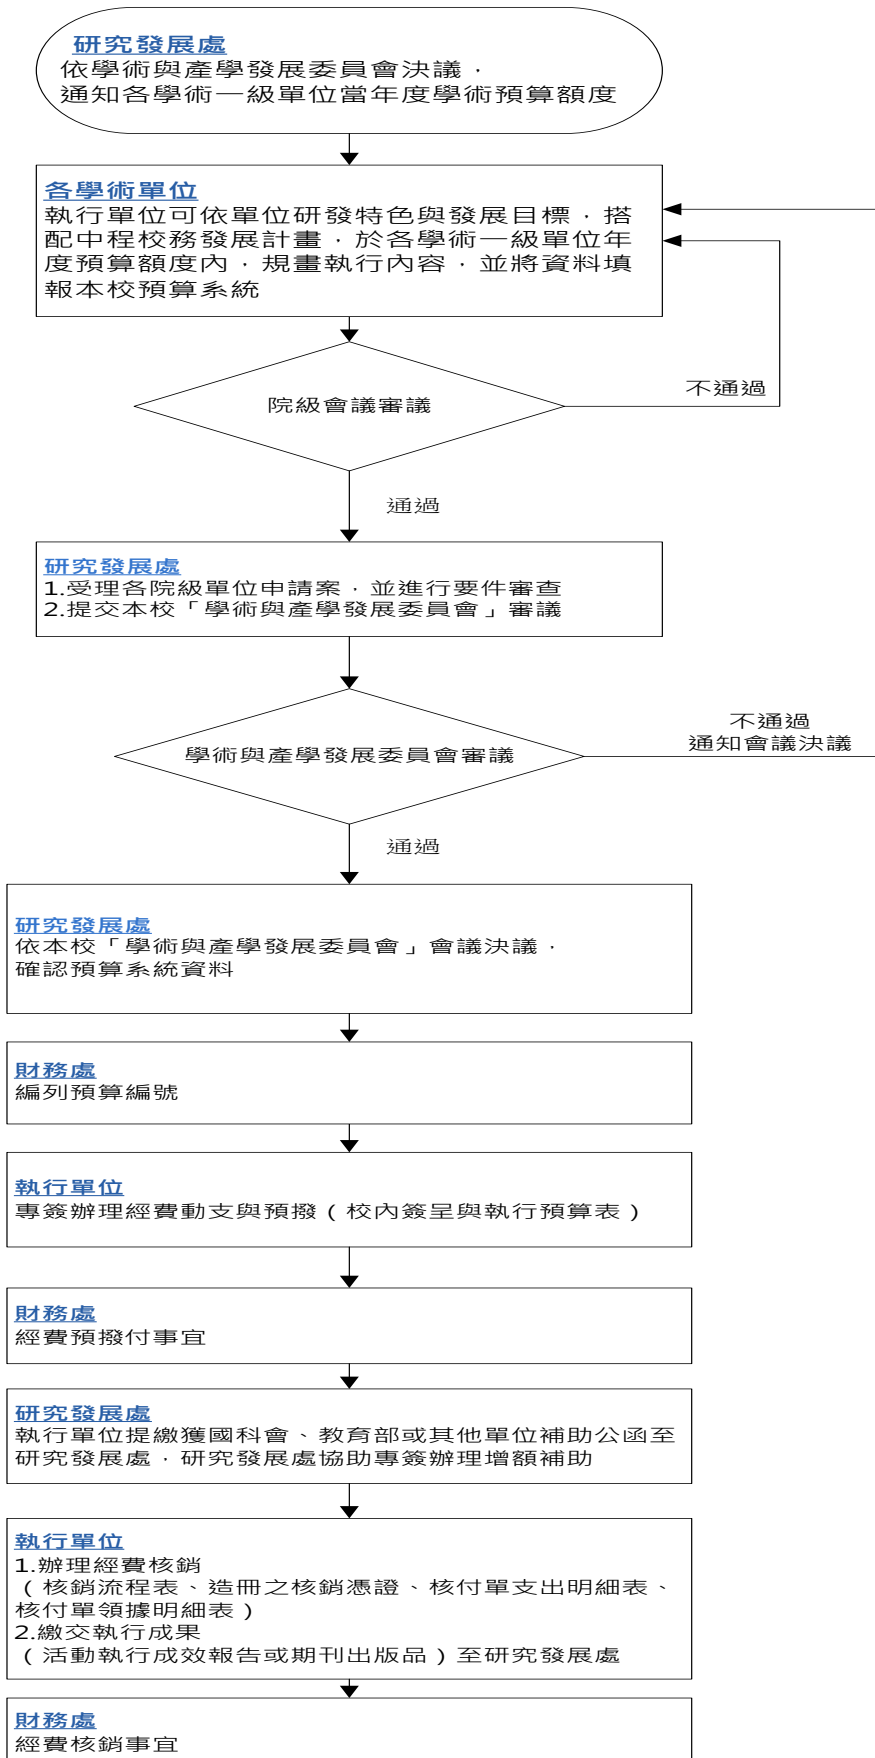 研究發展處
依學術與產學發展委員會決議，
通知各學術一級單位當年度學術預算額度
各學術單位
執行單位可依單位研發特色與發展目標，搭
配中程校務發展計畫，於各學術一級單位年
度預算額度內，規畫執行內容，並將資料填
報本校預算系統
院級會議審議
不通過
通過
研究發展處
1.受理各院級單位申請案，並進行要件審查
2.提交本校「學術與產學發展委員會」審議
學術與產學發展委員會審議
不通過
通知會議決議
通過
研究發展處
依本校「學術與產學發展委員會」會議決議，
確認預算系統資料
財務處
編列預算編號
執行單位
專簽辦理經費動支與預撥（校內簽呈與執行預算表）
財務處
經費預撥付事宜
研究發展處
執行單位提繳獲國科會、教育部或其他單位補助公函至
研究發展處，研究發展處協助專簽辦理增額補助
執行單位
1.辦理經費核銷
（核銷流程表、造冊之核銷憑證、核付單支出明細表、
核付單領據明細表）
2.繳交執行成果
（活動執行成效報告或期刊出版品）至研究發展處
財務處
經費核銷事宜